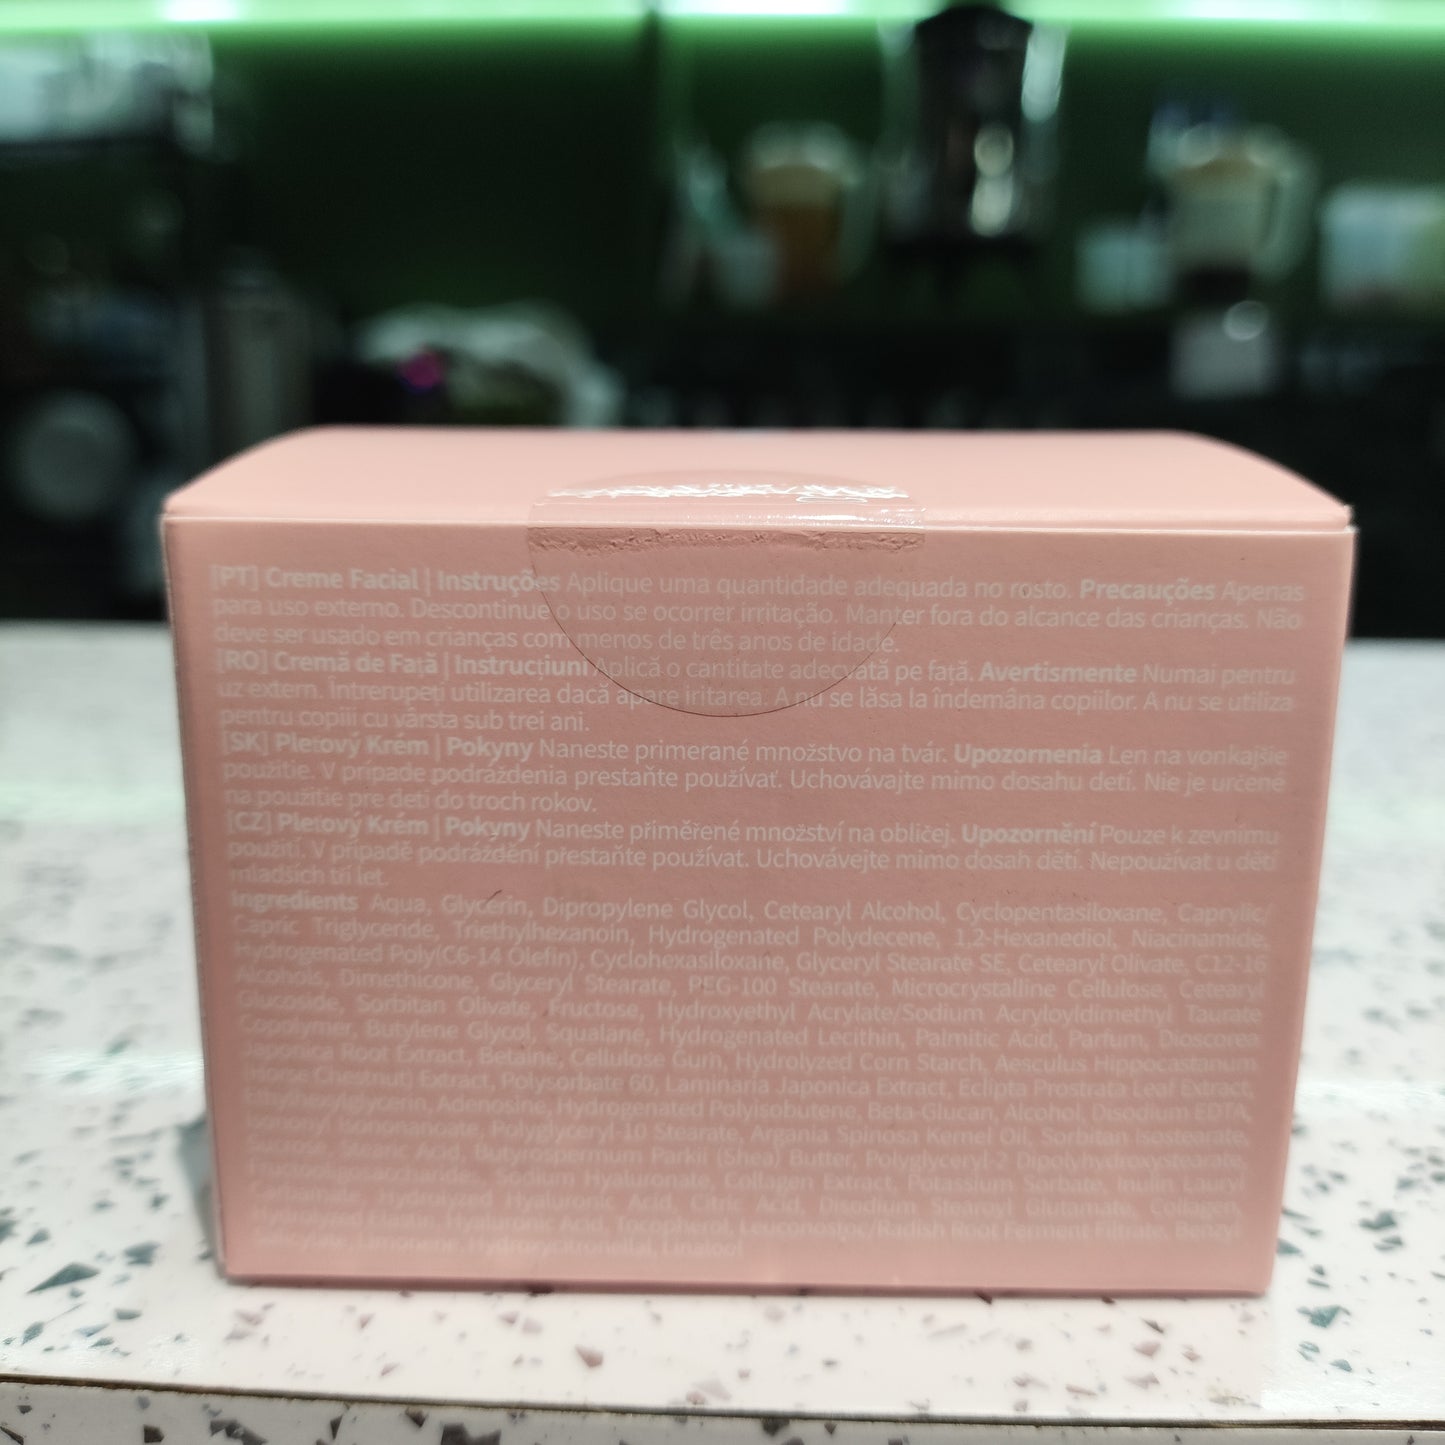 [PT] Creme Facial | Instruções Aplique uma quantidade adequada no rosto. Precauções Apenas
para uso externo. Descontinue o uso se ocorrer irritação. Manter fora do alcance das crianças. Não
deve ser usado em crianças com menos de três anos de idade.
[RO] Cremă de Față | Instrucțiuni Aplică o cantitate adecvată pe față. Avertismente Numai pentru
uz extern. Întrerupeți utilizarea dacă apare iritarea. A nu se lăsa la îndemâna copiilor. A nu se utiliza
pentru copiii cu vârsta sub trei ani.
[SK] Pleťový Krém | Pokyny Naneste primerané množstvo na tvár. Upozornenia Len na vonkajšie
použitie. V prípade podráždenia prestaňte používať. Uchovávajte mimo dosahu detí. Nie je určené
na použitie pre deti do troch rokov.
[CZ] Pleťový Krém | Pokyny Naneste přiměřené množství na obličej. Upozornění Pouze k zevnímu
použití. V případě podráždění přestaňte používat. Uchovávejte mimo dosah dětí. Nepoužívat u dětí
mladších tří let.
Ingredients Aqua, Glycerin, Dipropylene Glycol, Cetearyl Alcohol, Cyclopentasiloxane, Caprylic/
Capric Triglyceride, Triethylhexanoin, Hydrogenated Polydecene, 1,2-Hexanediol, Niacinamide,
Hydrogenated Poly(C6-14 Olefin), Cyclohexasiloxane, Glyceryl Stearate SE, Cetearyl Olivate, C12-16
Alcohols, Dimethicone, Glyceryl Stearate, PEG-100 Stearate, Microcrystalline Cellulose, Cetearyl
Glucoside, Sorbitan Olivate, Fructose, Hydroxyethyl Acrylate/Sodium Acryloyldimethyl Taurate
Copolymer, Butylene Glycol, Squalane, Hydrogenated Lecithin, Palmitic Acid, Parfum, Dioscorea
Japonica Root Extract, Betaine, Cellulose Gum, Hydrolyzed Corn Starch, Aesculus Hippocastanum
(Horse Chestnut) Extract, Polysorbate 60, Laminaria Japonica Extract, Eclipta Prostrata Leaf Extract,
Ethylhexylglycerin, Adenosine, Hydrogenated Polyisobutene, Beta-Glucan, Alcohol, Disodium EDTA,
Isononyl Isononanoate, Polyglyceryl-10 Stearate, Argania Spinosa Kernel Oil, Sorbitan Isostearate,
Sucrose, Stearic Acid, Butyrospermum Parkii (Shea) Butter, Polyglyceryl-2 Dipolyhydroxystearate,
Fructooligosaccharides, Sodium Hyaluronate, Collagen Extract, Potassium Sorbate, Inulin Lauryl
Carbamate, Hydrolyzed Hyaluronic Acid, Citric Acid, Disodium Stearoyl Glutamate, Collagen,
Hydrolyzed Elastin, Hyaluronic Acid, Tocopherol, Leuconostoc/Radish Root Ferment Filtrate, Benzyl
Limonene, Hydroxycitronellal, Linalool